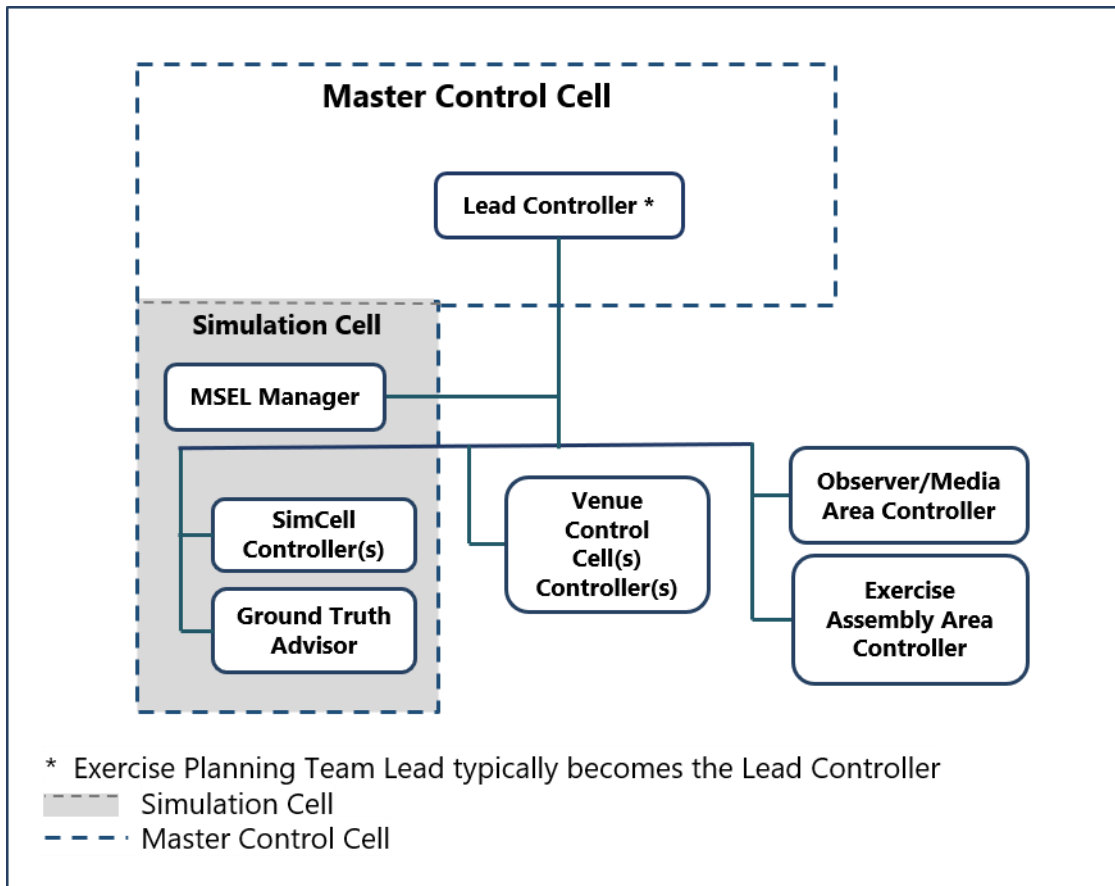 Master Control Cell
Lead Controller *
Simulation Cell
MSEL Manager
SimCell
Controller(s)
Ground Truth
Advisor
Venue
Control
Cell(s)
Controller(s)
Observer/Media
Area Controller
Exercise
Assembly Area
Controller
* Exercise Planning Team Lead typically becomes the Lead Controller
Simulation Cell
Master Control Cell